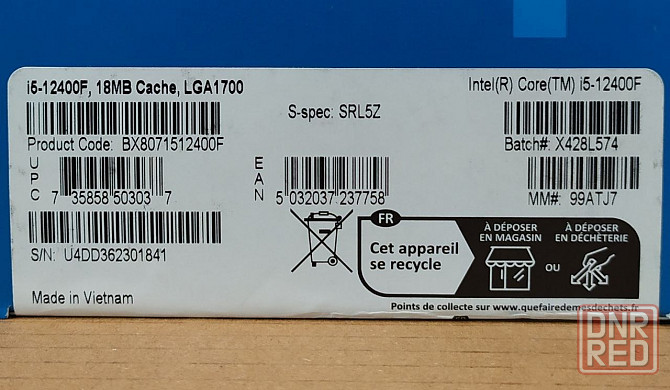 i5-12400F, 18MB Cache, LGA1700
Intel(R) Core(TM) i5-12400F
S-spec: SRL5Z
Product Code: BX8071512400F
Batch#: X428L574
UPC 7 35858 50303 7
EAN 5 032037 237758
MM#: 99ATJ7
S/N: U4DD362301841
FR
Cet appareil
se recycle
À DÉPOSER
EN MAGASIN
OU
À DÉPOSER
EN DÉCHÈTERIE
Made in Vietnam
Points de collecte sur www.quefairedemesdechets.fr
DNR
RED